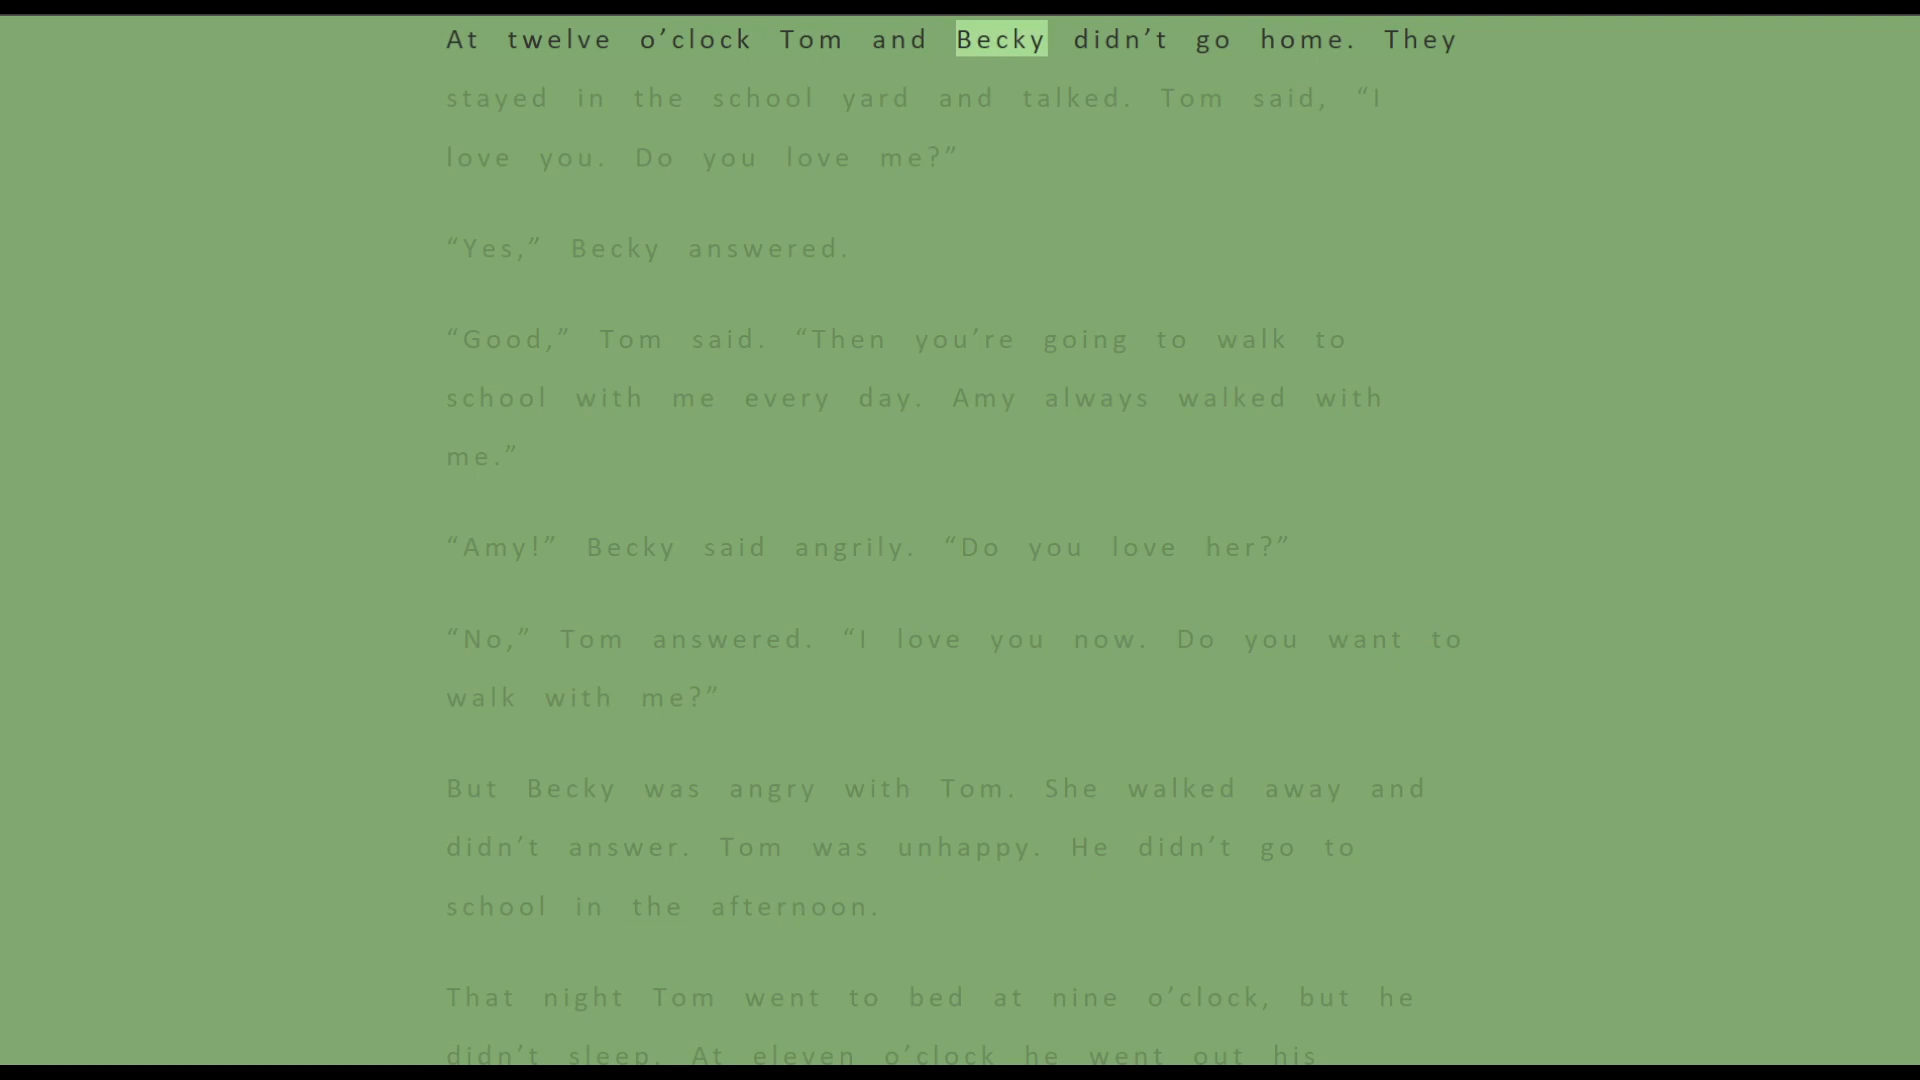 At twelve o’clock Tom and Becky didn’t go home. They
stayed in the school yard and talked. Tom said, “I
love you. Do you love me?”
“Yes,” Becky answered.
“Good,” Tom said. “Then you’re going to walk to
school with me every day. Amy always walked with
me.”
“Amy!” Becky said angrily. “Do you love her?”
“No,” Tom answered. “I love you now. Do you want to
walk with me?”
But Becky was angry with Tom. She walked away and
didn’t answer. Tom was unhappy. He didn’t go to
school in the afternoon.
That night Tom went to bed at nine o’clock, but he
didn’t sleep. At eleven o’clock he went out his